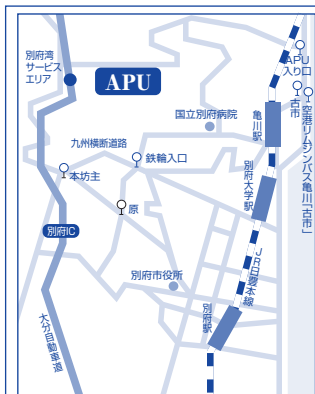 別府湾
サービス
エリア
APU
APU
入り口
古市
空港リムジンバス亀川「古市」
国立別府病院
亀川駅
九州横断道路
鉄輪入口
別府大学駅
本坊主
原
別府IC
別府市役所
JR日豊本線
別府駅
大分自動車道